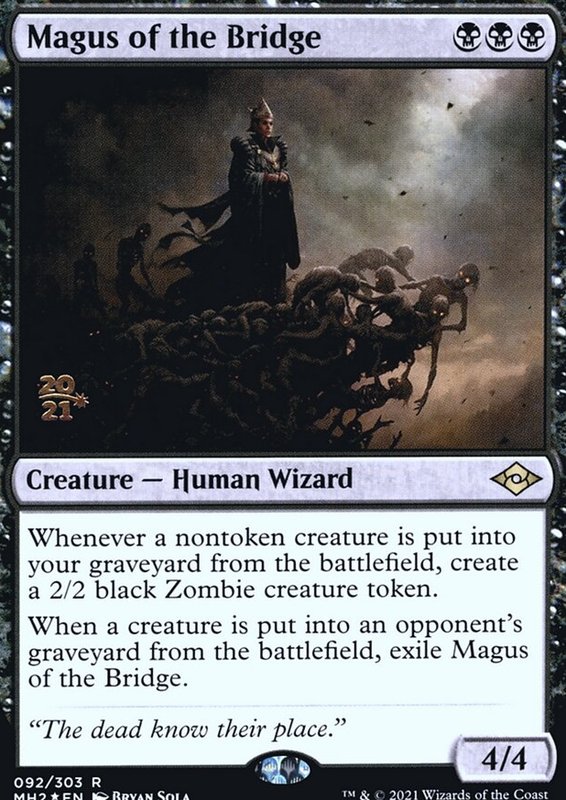 Magus of the Bridge
20
21
Creature — Human Wizard
Whenever a nontoken creature is put into
your graveyard from the battlefield, create
a 2/2 black Zombie creature token.
When a creature is put into an opponent's
graveyard from the battlefield, exile Magus
of the Bridge.
“The dead know their place.”
4/4
092/303 R
MH2★EN Bryan Sola
™ & © 2021 Wizards of the Coast